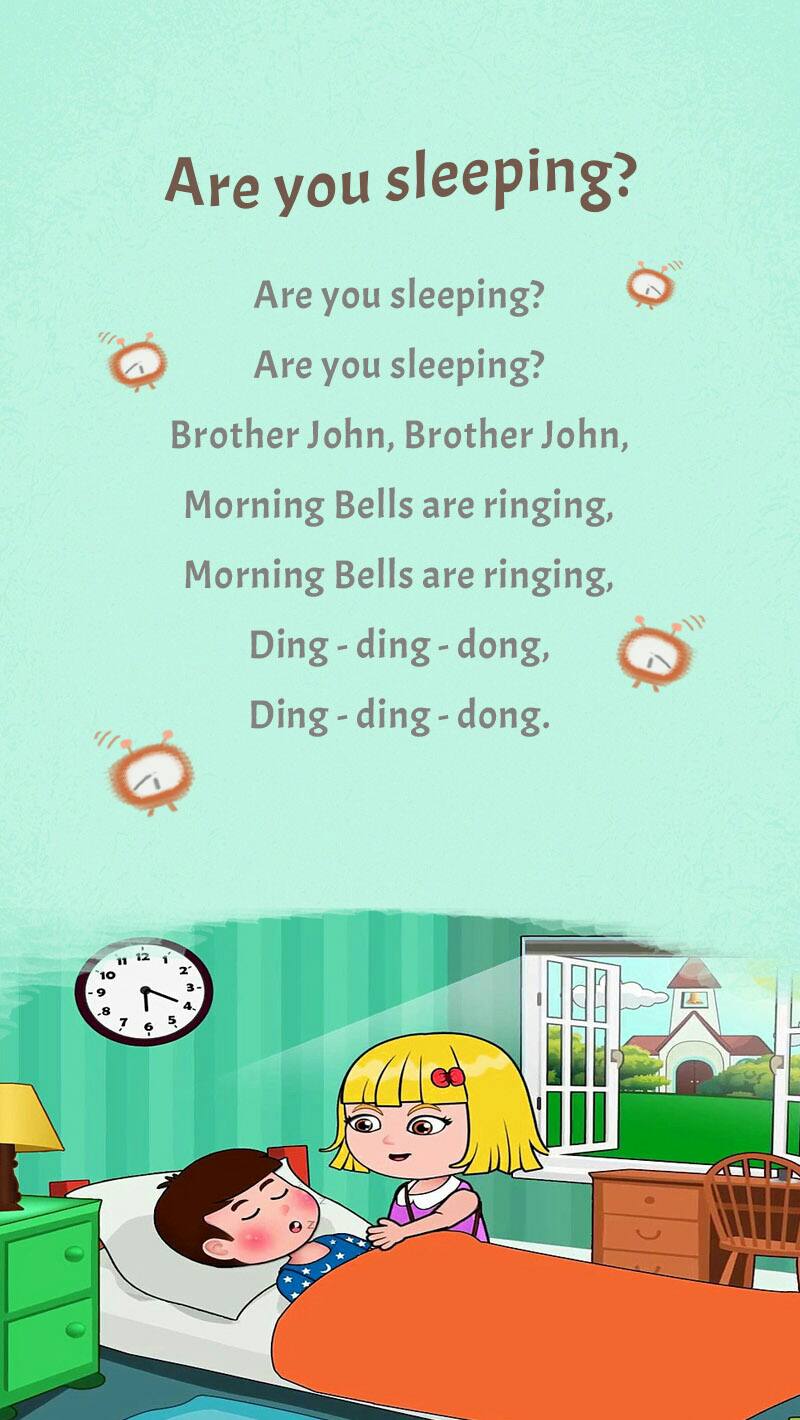 Are you sleeping?
Are you sleeping?
Are you sleeping?
Brother John, Brother John,
Morning Bells are ringing,
Morning Bells are ringing,
Ding - ding - dong,
Ding - ding - dong.
11 12 1
10 2
9 3
8 4
7 6 5
z